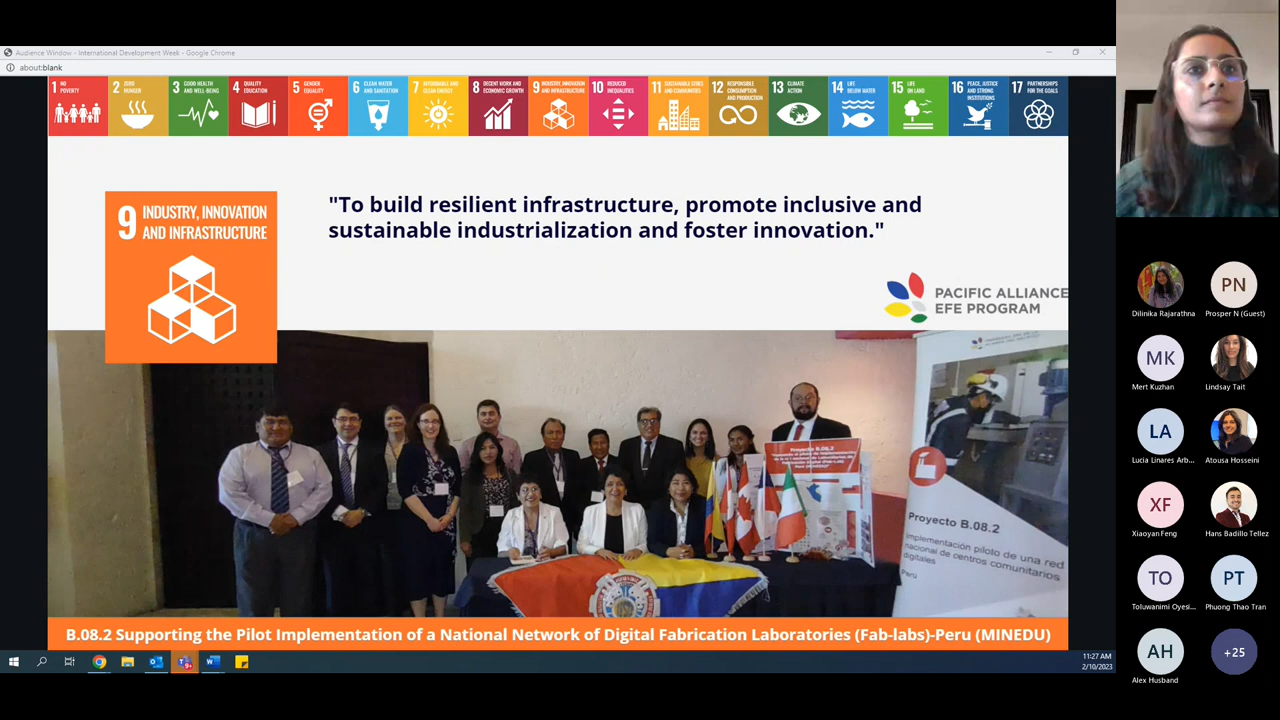 Audience Window - International Development Week - Google Chrome
about:blank
1 NO POVERTY
2 ZERO HUNGER
3 GOOD HEALTH AND WELL-BEING
4 QUALITY EDUCATION
5 GENDER EQUALITY
6 CLEAN WATER AND SANITATION
7 AFFORDABLE AND CLEAN ENERGY
8 DECENT WORK AND ECONOMIC GROWTH
9 INDUSTRY, INNOVATION AND INFRASTRUCTURE
10 REDUCED INEQUALITIES
11 SUSTAINABLE CITIES AND COMMUNITIES
12 RESPONSIBLE CONSUMPTION AND PRODUCTION
13 CLIMATE ACTION
14 LIFE BELOW WATER
15 LIFE ON LAND
16 PEACE, JUSTICE AND STRONG INSTITUTIONS
17 PARTNERSHIPS FOR THE GOALS
9 INDUSTRY, INNOVATION
AND INFRASTRUCTURE
"To build resilient infrastructure, promote inclusive and
sustainable industrialization and foster innovation."
PACIFIC ALLIANCE
EFE PROGRAM
Proyecto B.08.2
Proyecto B.08.2
Implementación piloto de una red
nacional de centros comunitarios
digitales
Peru
B.08.2 Supporting the Pilot Implementation of a National Network of Digital Fabrication Laboratories (Fab-labs)-Peru (MINEDU)
11:27 AM
2/10/2023
Dilinika Rajarathna
PN
Prosper N (Guest)
MK
Mert Kuzhan
Lindsay Tait
LA
Lucia Linares Arb...
Atousa Hosseini
XF
Xiaoyan Feng
Hans Badillo Tellez
TO
Toluwanimi Oyesi...
PT
Phuong Thao Tran
AH
Alex Husband
+25